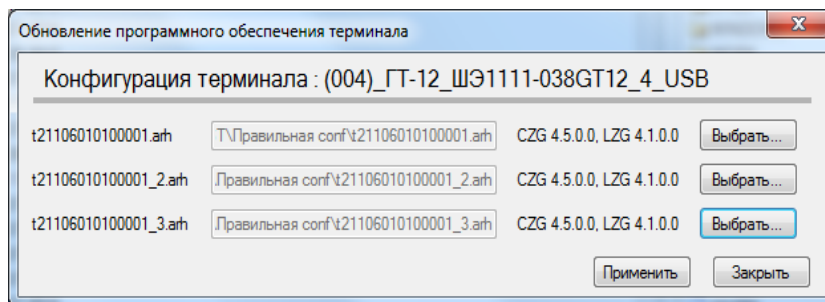 Обновление программного обеспечения терминала
Конфигурация терминала : (004)_ГТ-12_ШЭ1111-038GT12_4_USB
t21106010100001.arh T\Правильная conf\t21106010100001.arh CZG 4.5.0.0, LZG 4.1.0.0 Выбрать...
t21106010100001_2.arh .Правильная conf\t21106010100001_2.arh CZG 4.5.0.0, LZG 4.1.0.0 Выбрать...
t21106010100001_3.arh .Правильная conf\t21106010100001_3.arh CZG 4.5.0.0, LZG 4.1.0.0 Выбрать...
Применить Закрыть